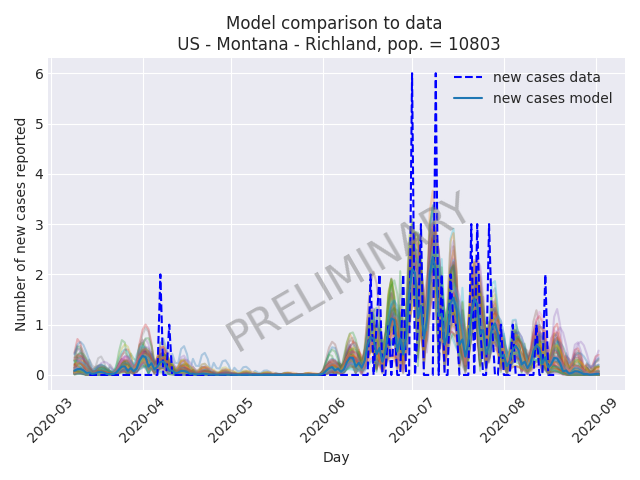 Model comparison to data
US - Montana - Richland, pop. = 10803
new cases data
new cases model
Number of new cases reported
6
5
4
3
2
1
0
PRELIMINARY
2020-03
2020-04
2020-05
2020-06
2020-07
2020-08
2020-09
Day